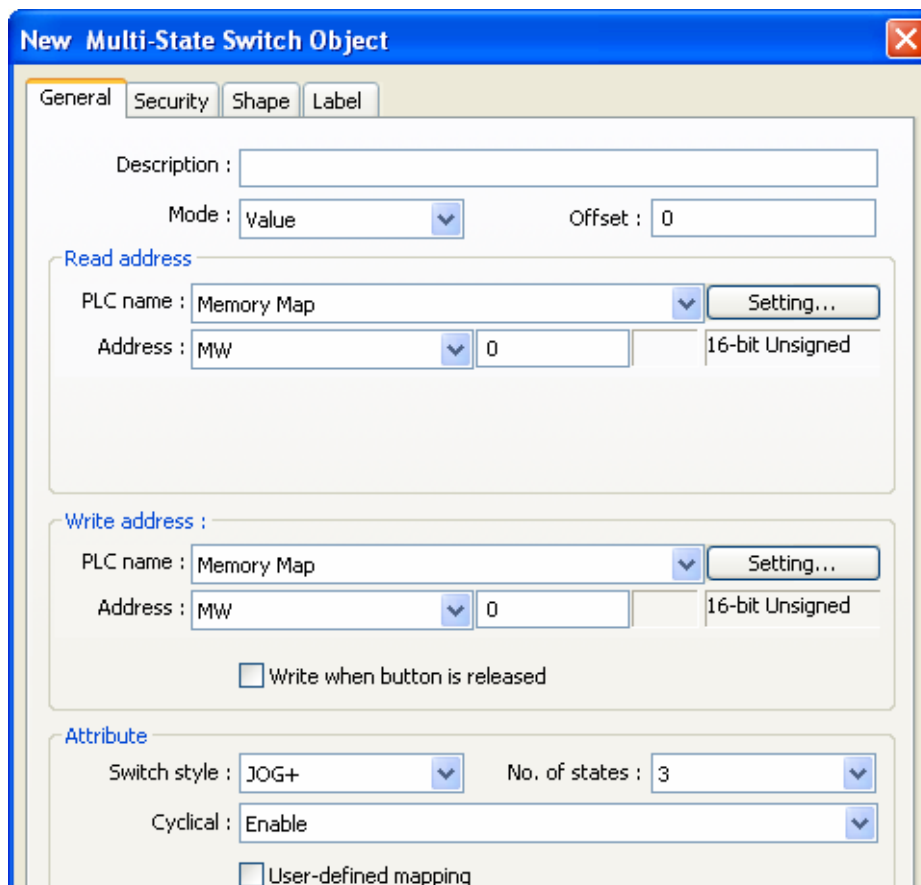 New Multi-State Switch Object
General Security Shape Label
Description :
Mode : Value Offset : 0
Read address
PLC name : Memory Map Setting...
Address : MW 0 16-bit Unsigned
Write address :
PLC name : Memory Map Setting...
Address : MW 0 16-bit Unsigned
Write when button is released
Attribute
Switch style : JOG+ No. of states : 3
Cyclical : Enable
User-defined mapping